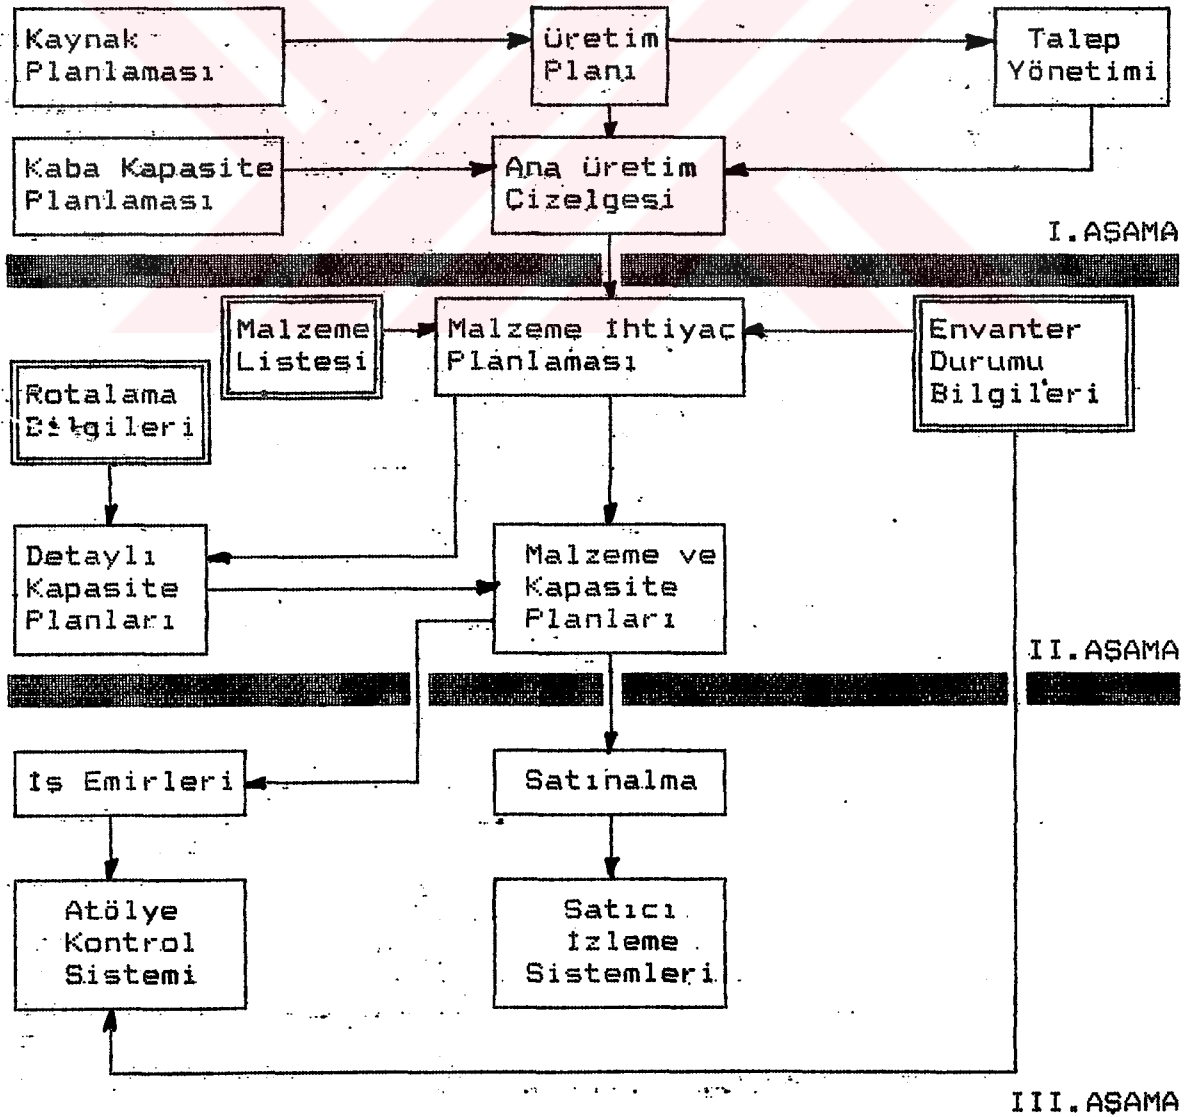 Kaynak
Planlaması
Üretim
Planı
Talep
Yönetimi
Kaba Kapasite
Planlaması
Ana Üretim
Çizelgesi
I.AŞAMA
Malzeme
Listesi
Malzeme İhtiyaç
Planlaması
Envanter
Durumu
Bilgileri
Rotalama
Bilgileri
Detaylı
Kapasite
Planları
Malzeme ve
Kapasite
Planları
II.AŞAMA
İş Emirleri
Satınalma
Atölye
Kontrol
Sistemi
Satıcı
İzleme
Sistemleri
III.AŞAMA